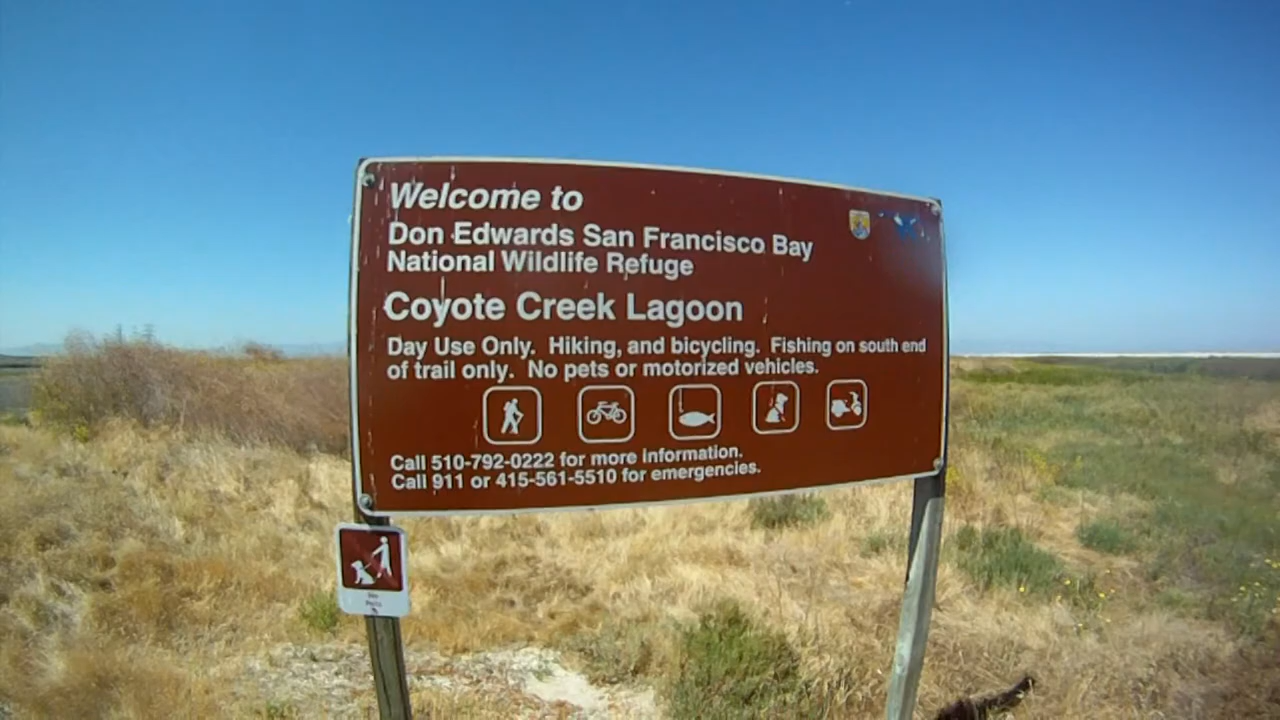 Welcome to
Don Edwards San Francisco Bay
National Wildlife Refuge
Coyote Creek Lagoon
Day Use Only. Hiking, and bicycling. Fishing on south end
of trail only. No pets or motorized vehicles.
Call 510-792-0222 for more information.
Call 911 or 415-561-5510 for emergencies.
No
Pets